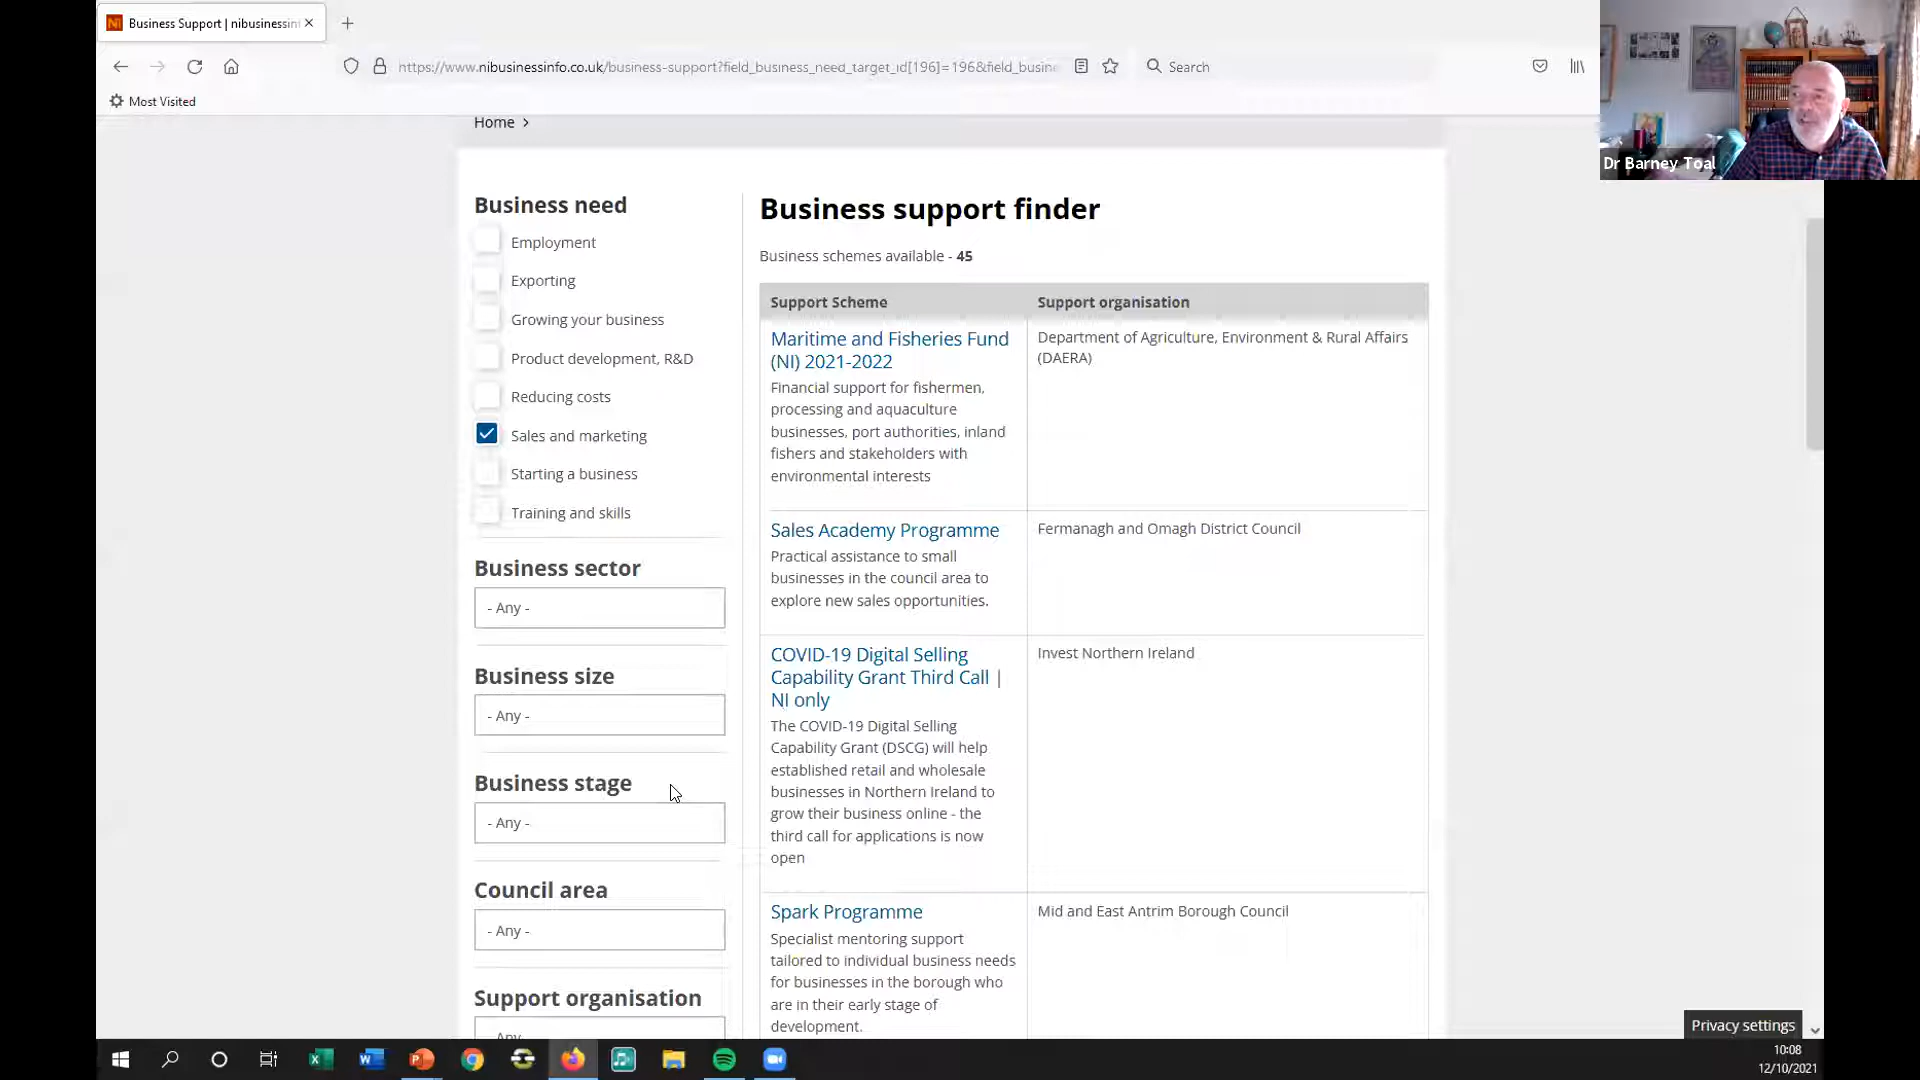 Business Support | nibusinessin
https://www.nibusinessinfo.co.uk/business-support?field_business_need_target_id[196]=196&field_busine
Search
Most Visited
Dr Barney Toal
Home >
Business need
Employment
Exporting
Growing your business
Product development, R&D
Reducing costs
Sales and marketing
Starting a business
Training and skills
Business sector
- Any -
Business size
- Any -
Business stage
- Any -
Council area
- Any -
Support organisation
- Any -
Business support finder
Business schemes available - 45
Support Scheme
Support organisation
Maritime and Fisheries Fund
(NI) 2021-2022
Financial support for fishermen,
processing and aquaculture
businesses, port authorities, inland
fishers and stakeholders with
environmental interests
Department of Agriculture, Environment & Rural Affairs
(DAERA)
Sales Academy Programme
Practical assistance to small
businesses in the council area to
explore new sales opportunities.
Fermanagh and Omagh District Council
COVID-19 Digital Selling
Capability Grant Third Call |
NI only
The COVID-19 Digital Selling
Capability Grant (DSCG) will help
established retail and wholesale
businesses in Northern Ireland to
grow their business online - the
third call for applications is now
open
Invest Northern Ireland
Spark Programme
Specialist mentoring support
tailored to individual business needs
for businesses in the borough who
are in their early stage of
development.
Mid and East Antrim Borough Council
Privacy settings
10:08
12/10/2021